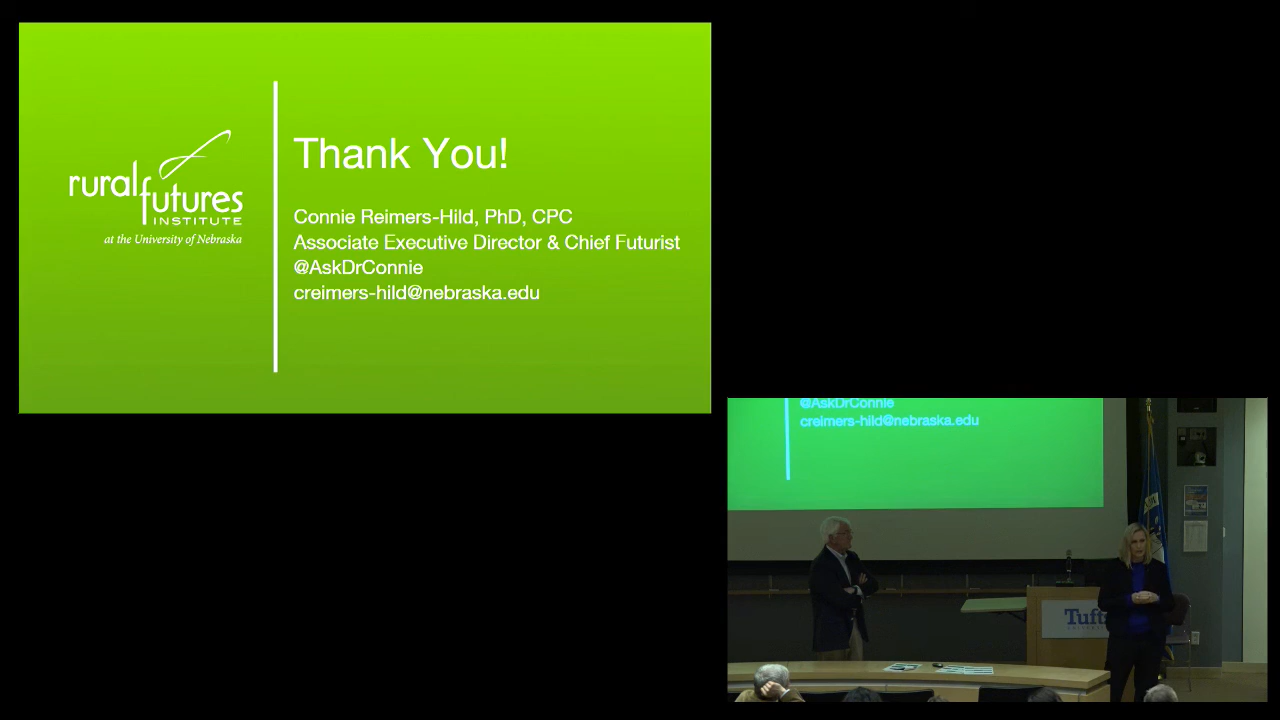 rural futures
INSTITUTE
at the University of Nebraska
Thank You!
Connie Reimers-Hild, PhD, CPC
Associate Executive Director & Chief Futurist
@AskDrConnie
creimers-hild@nebraska.edu
@AskDrConnie
creimers-hild@nebraska.edu
Tuft